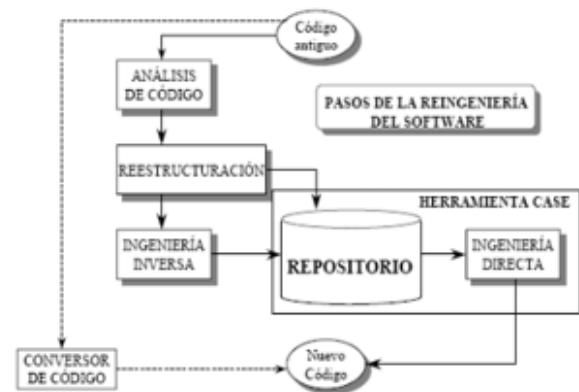 Código
antiguo
ANÁLISIS
DE CÓDIGO
PASOS DE LA REINGENIERÍA
DEL SOFTWARE
REESTRUCTURACIÓN
HERRAMIENTA CASE
INGENIERÍA
INVERSA
REPOSITORIO
INGENIERÍA
DIRECTA
CONVERSOR
DE CÓDIGO
Nuevo
Código